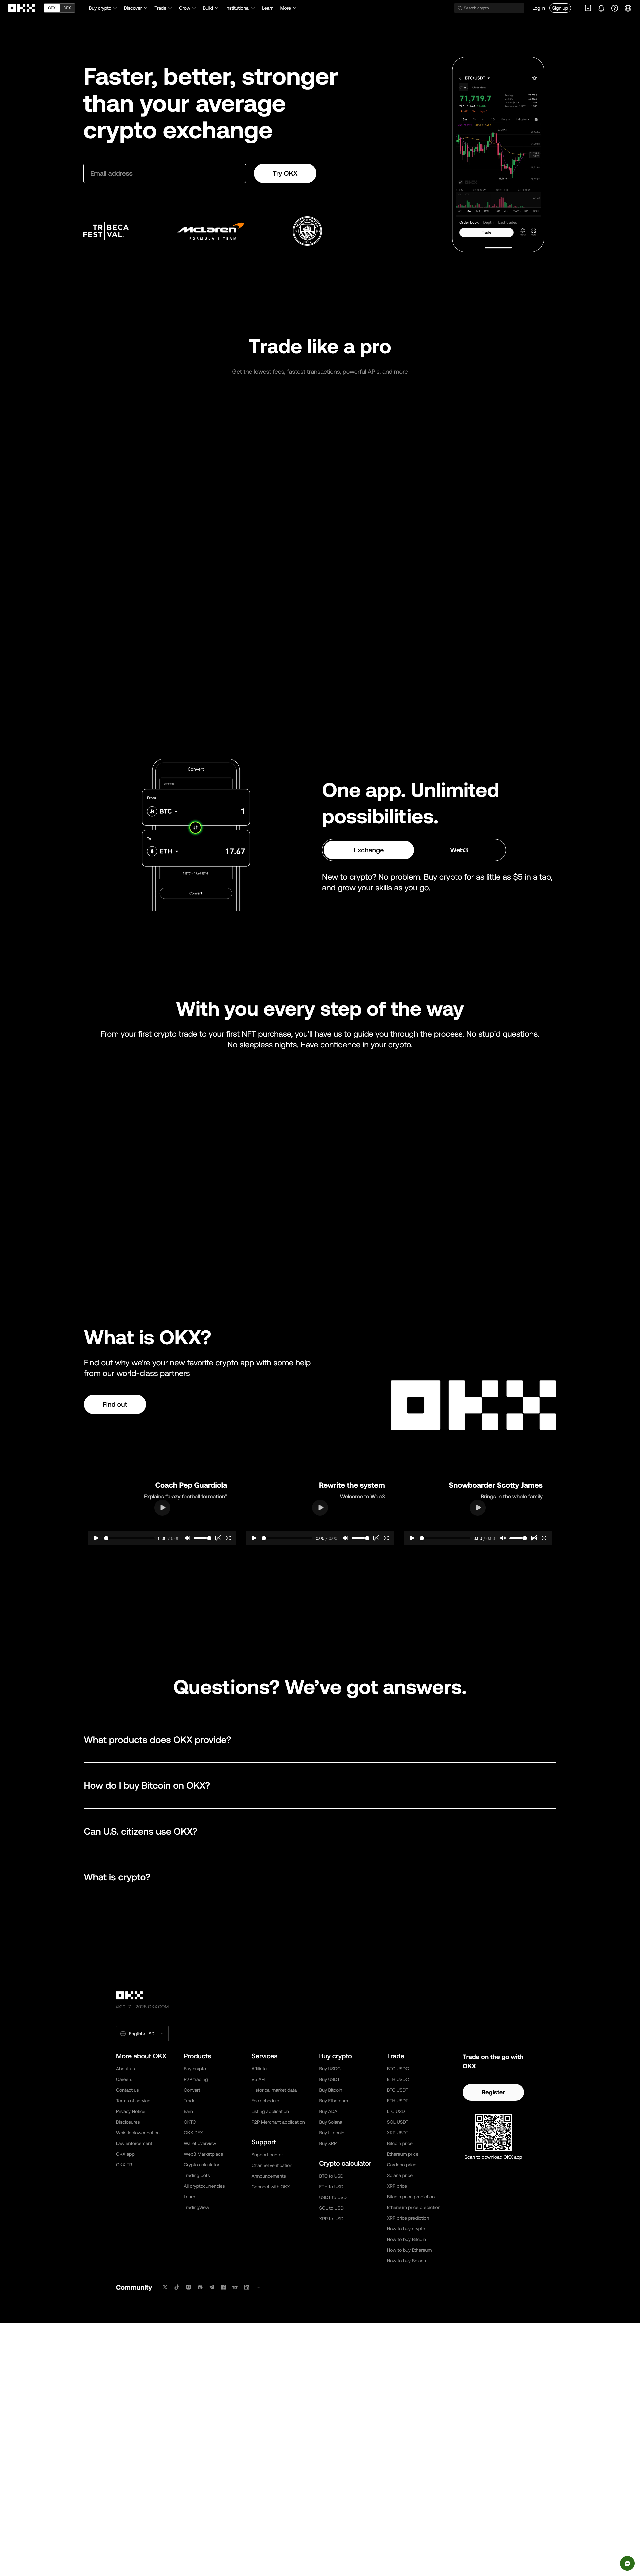 OKX
CEX
DEX
Buy crypto
Discover
Trade
Grow
Build
Institutional
Learn
More
Search crypto
Log in
Sign up
Faster, better, stronger
than your average
crypto exchange
Email address
Try OKX
TRIBECA
FESTIVAL
McLaren
FORMULA 1 TEAM
BTC/USDT
Chart
Overview
71,719.7
Order book
Depth
Last trades
Trade
Trade like a pro
Get the lowest fees, fastest transactions, powerful APIs, and more
Convert
From
BTC
1
To
ETH
17.67
Convert
One app. Unlimited
possibilities.
Exchange
Web3
New to crypto? No problem. Buy crypto for as little as $5 in a tap,
and grow your skills as you go.
With you every step of the way
From your first crypto trade to your first NFT purchase, you’ll have us to guide you through the process. No stupid questions.
No sleepless nights. Have confidence in your crypto.
What is OKX?
Find out why we’re your new favorite crypto app with some help
from our world-class partners
Find out
OKX
Coach Pep Guardiola
Explains “crazy football formation”
0:00 / 0:00
Rewrite the system
Welcome to Web3
0:00 / 0:00
Snowboarder Scotty James
Brings in the whole family
0:00 / 0:00
Questions? We’ve got answers.
What products does OKX provide?
How do I buy Bitcoin on OKX?
Can U.S. citizens use OKX?
What is crypto?
OKX
©2017 - 2025 OKX.COM
English/USD
More about OKX
About us
Careers
Contact us
Terms of service
Privacy Notice
Disclosures
Whistleblower notice
Law enforcement
OKX app
OKX TR
Products
Buy crypto
P2P trading
Convert
Trade
Earn
OKTC
OKX DEX
Wallet overview
Web3 Marketplace
Crypto calculator
Trading bots
All cryptocurrencies
Learn
TradingView
Services
Affiliate
V5 API
Historical market data
Fee schedule
Listing application
P2P Merchant application
Support
Support center
Channel verification
Announcements
Connect with OKX
Buy crypto
Buy USDC
Buy USDT
Buy Bitcoin
Buy Ethereum
Buy ADA
Buy Solana
Buy Litecoin
Buy XRP
Crypto calculator
BTC to USD
ETH to USD
USDT to USD
SOL to USD
XRP to USD
Trade
BTC USDC
ETH USDC
BTC USDT
ETH USDT
LTC USDT
SOL USDT
XRP USDT
Bitcoin price
Ethereum price
Cardano price
Solana price
XRP price
Bitcoin price prediction
Ethereum price prediction
XRP price prediction
How to buy crypto
How to buy Bitcoin
How to buy Ethereum
How to buy Solana
Trade on the go with
OKX
Register
Scan to download OKX app
Community